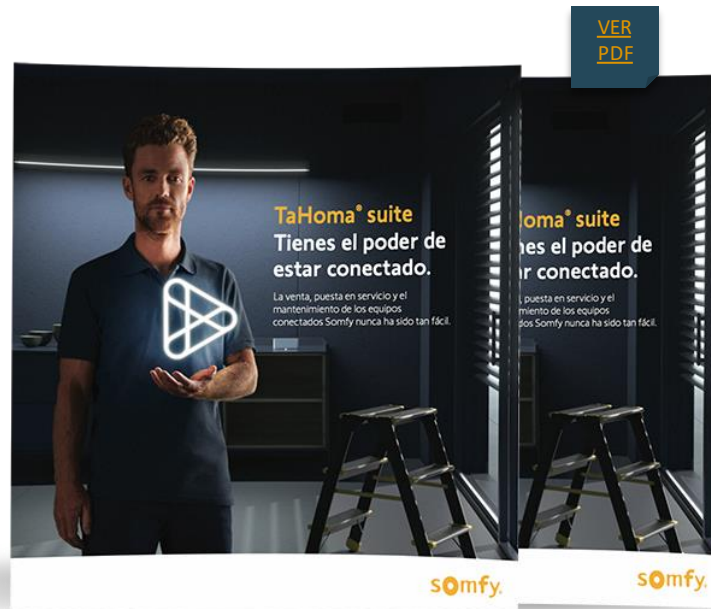 VER
PDF
TaHoma® suite
Tienes el poder de
estar conectado.
La venta, puesta en servicio y el
mantenimiento de los equipos
conectados Somfy nunca ha sido tan fácil.
somfy.
oma® suite
nes el poder de
r conectado.
, puesta en servicio y el
miento de los equipos
dos Somfy nunca ha sido tan fácil.
somfy.